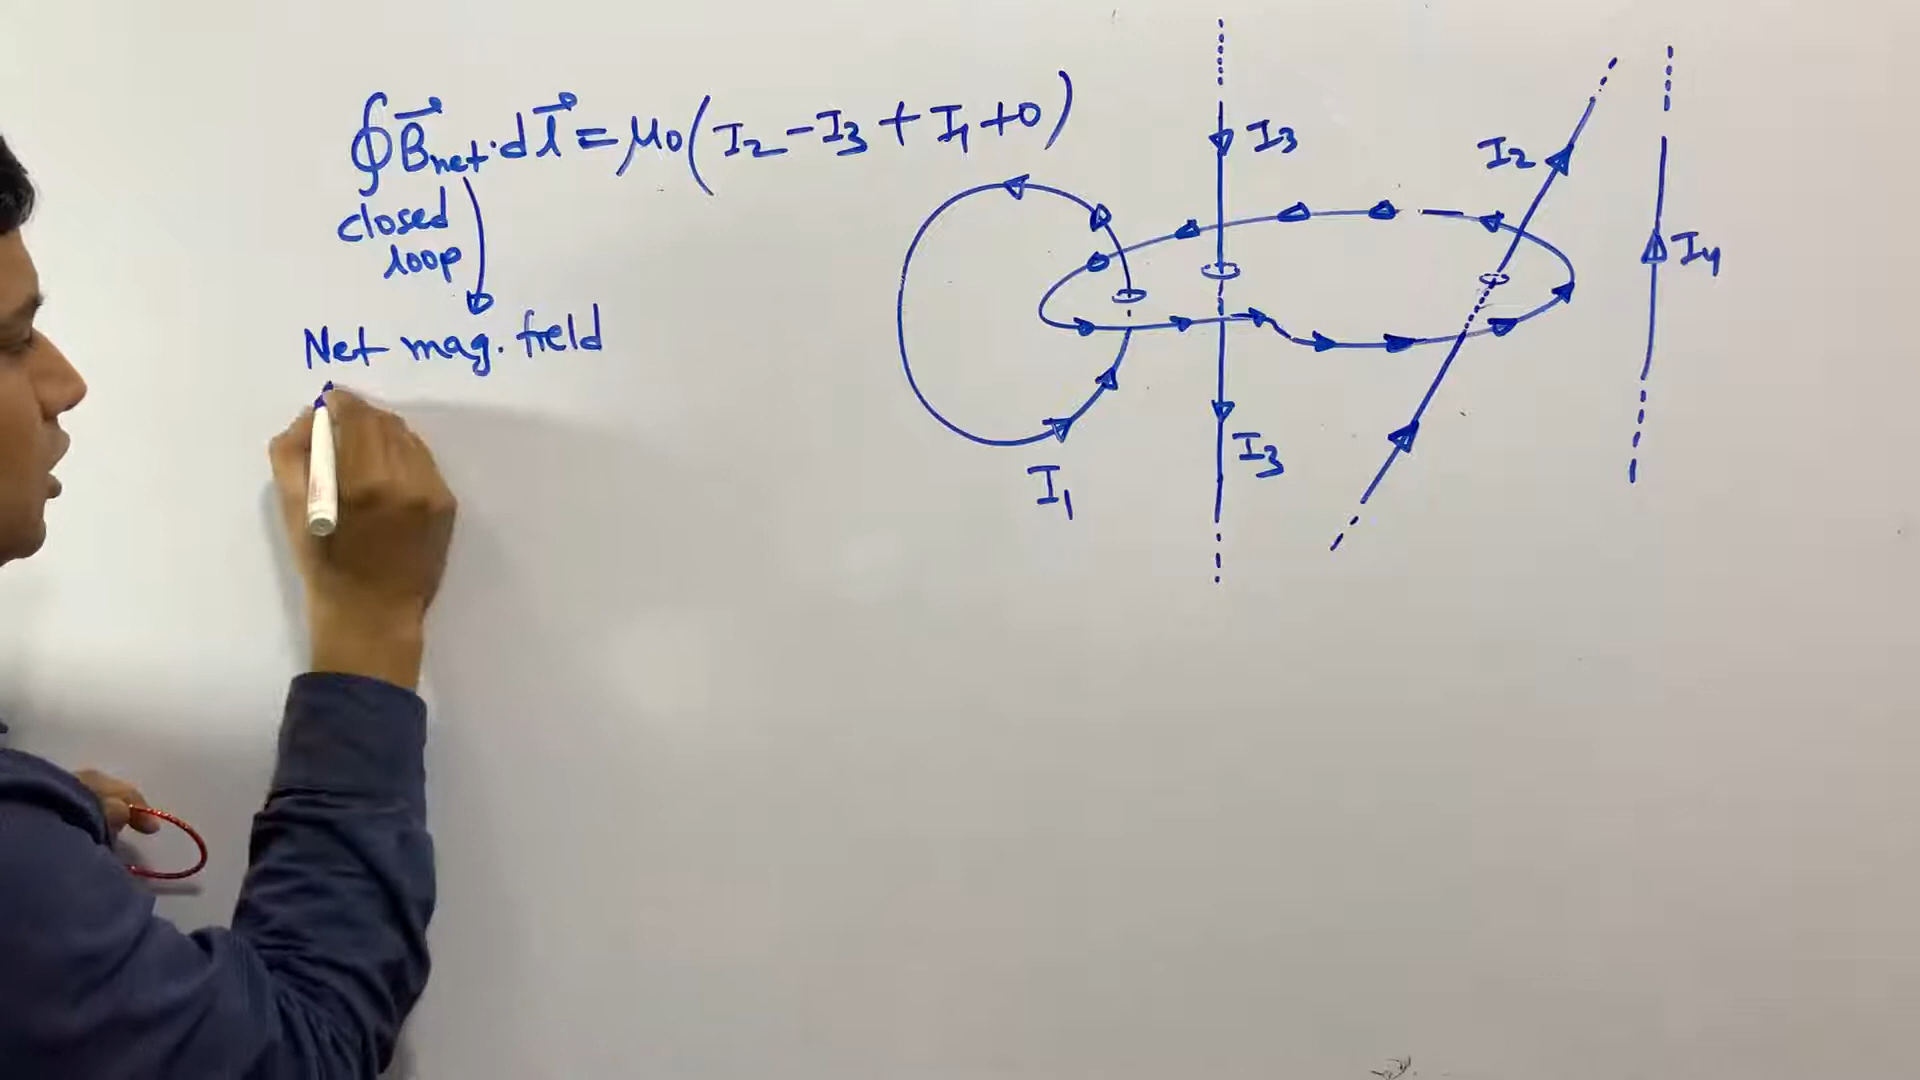 ∮B⃗net · dl⃗ = μ0 (I2 - I3 + I1 + 0)
closed
loop
Net mag. field
I3
I2
I4
I3
I1